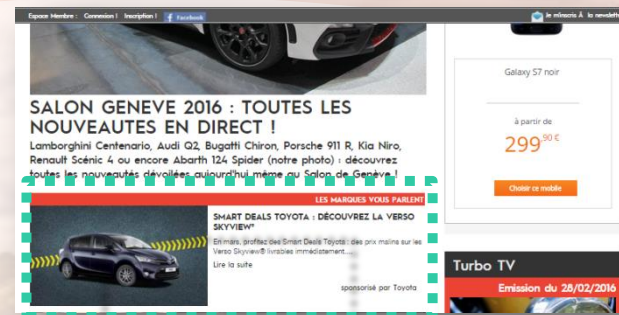 Espace Membre : Connexion ! Inscription ! Facebook
Je m'inscris À la newslett
SALON GENEVE 2016 : TOUTES LES
NOUVEAUTES EN DIRECT !
Lamborghini Centenario, Audi Q2, Bugatti Chiron, Porsche 911 R, Kia Niro,
Renault Scénic 4 ou encore Abarth 124 Spider (notre photo) : découvrez
toutes les nouveautés dévoilées aujourd'hui même au Salon de Genève !
LES MARQUES VOUS PARLENT
SMART DEALS TOYOTA : DÉCOUVREZ LA VERSO
SKYVIEW®
En mars, profitez des Smart Deals Toyota : des prix malins sur les
Verso Skyview® livrables immédiatement....
Lire la suite
sponsorisé par Toyota
Galaxy S7 noir
à partir de
299,90 €
Choisir ce mobile
Turbo TV
Emission du 28/02/2016